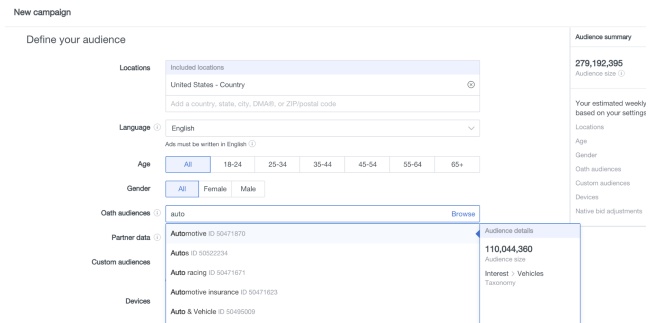 New campaign
Define your audience
Audience summary
Locations
Included locations
United States - Country
Add a country, state, city, DMA®, or ZIP/postal code
279,192,395
Audience size
Language
English
Ads must be written in English
Your estimated weekly
based on your settings
Locations
Age
Gender
Oath audiences
Custom audiences
Devices
Native bid adjustments
Age
All 18-24 25-34 35-44 45-54 55-64 65+
Gender
All Female Male
Oath audiences
auto Browse
Partner data
Custom audiences
Devices
Automotive ID 50471870
Autos ID 50522234
Auto racing ID 50471671
Automotive insurance ID 50471823
Auto & Vehicle ID 50495009
Audience details
110,044,360
Audience size
Interest > Vehicles
Taxonomy